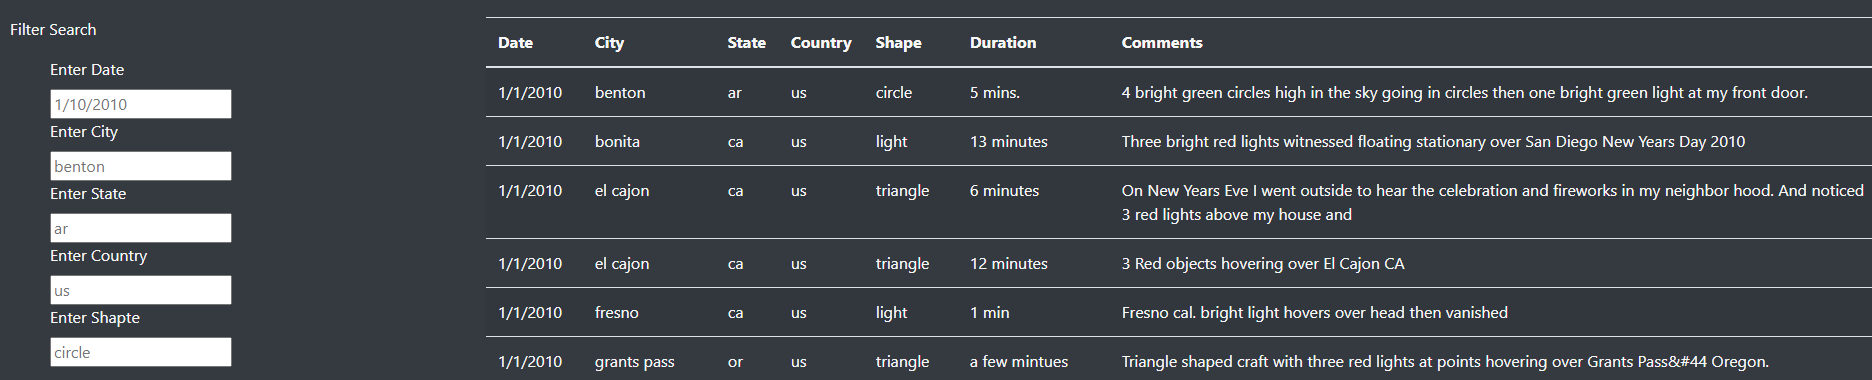 Filter Search
Enter Date
1/10/2010
Enter City
benton
Enter State
ar
Enter Country
us
Enter Shapte
circle
Date City State Country Shape Duration Comments
1/1/2010 benton ar us circle 5 mins. 4 bright green circles high in the sky going in circles then one bright green light at my front door.
1/1/2010 bonita ca us light 13 minutes Three bright red lights witnessed floating stationary over San Diego New Years Day 2010
1/1/2010 el cajon ca us triangle 6 minutes On New Years Eve I went outside to hear the celebration and fireworks in my neighbor hood. And noticed
3 red lights above my house and
1/1/2010 el cajon ca us triangle 12 minutes 3 Red objects hovering over El Cajon CA
1/1/2010 fresno ca us light 1 min Fresno cal. bright light hovers over head then vanished
1/1/2010 grants pass or us triangle a few mintues Triangle shaped craft with three red lights at points hovering over Grants Pass&#44 Oregon.